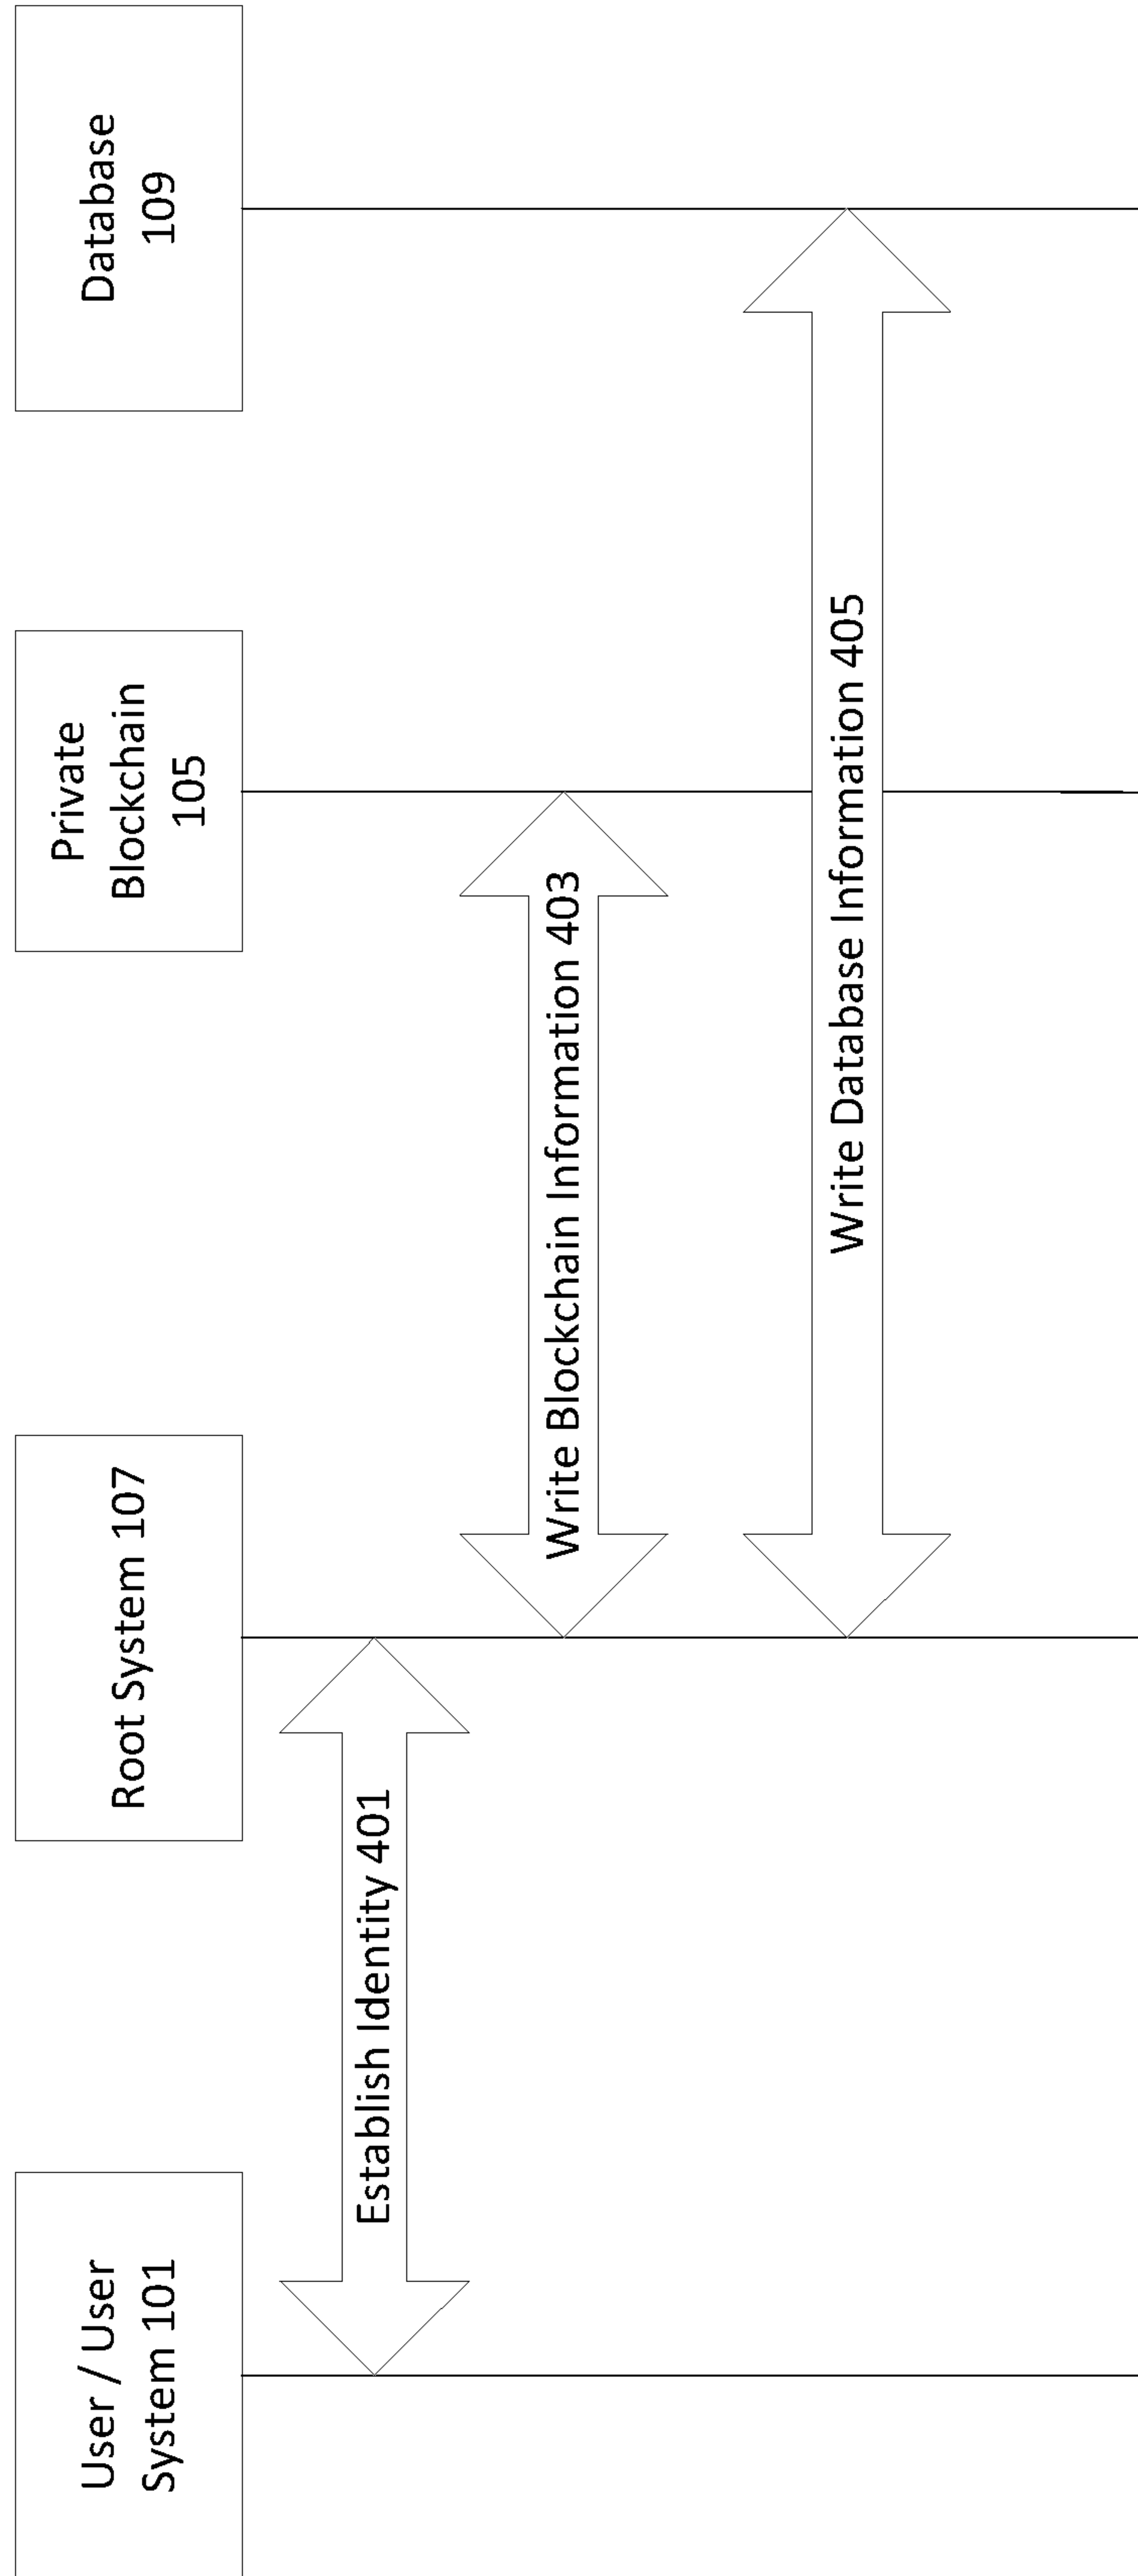 User / User
System 101
Root System 107
Private
Blockchain
105
Database
109
Establish Identity 401
Write Blockchain Information 403
Write Database Information 405